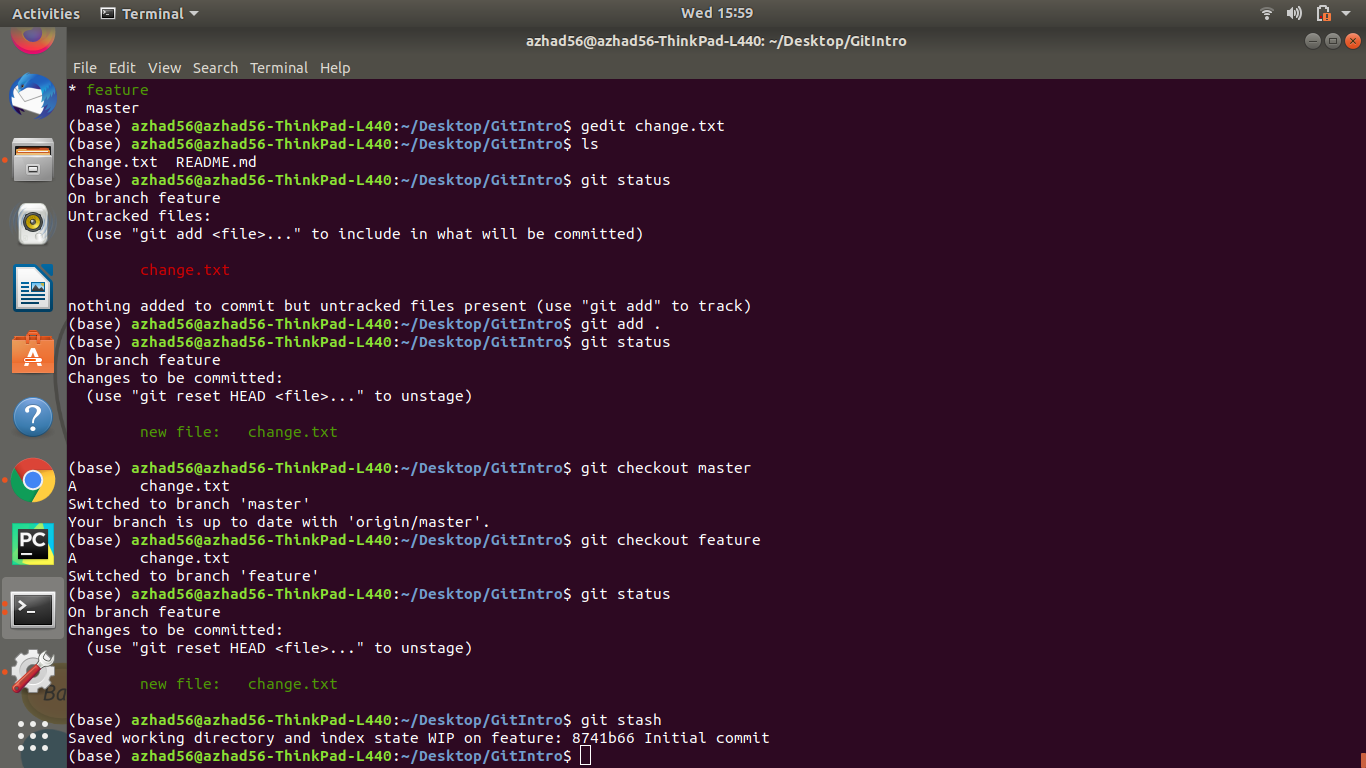 Activities Terminal Wed 15:59
azhad56@azhad56-ThinkPad-L440: ~/Desktop/GitIntro
File Edit View Search Terminal Help
* feature
  master
(base) azhad56@azhad56-ThinkPad-L440:~/Desktop/GitIntro$ gedit change.txt
(base) azhad56@azhad56-ThinkPad-L440:~/Desktop/GitIntro$ ls
change.txt  README.md
(base) azhad56@azhad56-ThinkPad-L440:~/Desktop/GitIntro$ git status
On branch feature
Untracked files:
  (use "git add <file>..." to include in what will be committed)
        change.txt
nothing added to commit but untracked files present (use "git add" to track)
(base) azhad56@azhad56-ThinkPad-L440:~/Desktop/GitIntro$ git add .
(base) azhad56@azhad56-ThinkPad-L440:~/Desktop/GitIntro$ git status
On branch feature
Changes to be committed:
  (use "git reset HEAD <file>..." to unstage)
        new file:   change.txt
(base) azhad56@azhad56-ThinkPad-L440:~/Desktop/GitIntro$ git checkout master
A       change.txt
Switched to branch 'master'
Your branch is up to date with 'origin/master'.
(base) azhad56@azhad56-ThinkPad-L440:~/Desktop/GitIntro$ git checkout feature
A       change.txt
Switched to branch 'feature'
(base) azhad56@azhad56-ThinkPad-L440:~/Desktop/GitIntro$ git status
On branch feature
Changes to be committed:
  (use "git reset HEAD <file>..." to unstage)
        new file:   change.txt
(base) azhad56@azhad56-ThinkPad-L440:~/Desktop/GitIntro$ git stash
Saved working directory and index state WIP on feature: 8741b66 Initial commit
(base) azhad56@azhad56-ThinkPad-L440:~/Desktop/GitIntro$
A
?
PC
>_
Ba